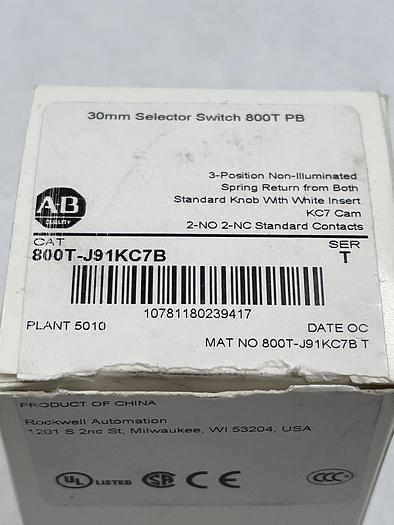 30mm Selector Switch 800T PB
3-Position Non-Illuminated
Spring Return from Both
Standard Knob With White Insert
KC7 Cam
2-NO 2-NC Standard Contacts
A-B
QUALITY
CAT
SER
800T-J91KC7B
T
10781180239417
PLANT 5010
DATE OC
MAT NO 800T-J91KC7B T
PRODUCT OF CHINA
Rockwell Automation
1201 S 2nd St, Milwaukee, WI 53204, USA
UL LISTED SA CE CCC